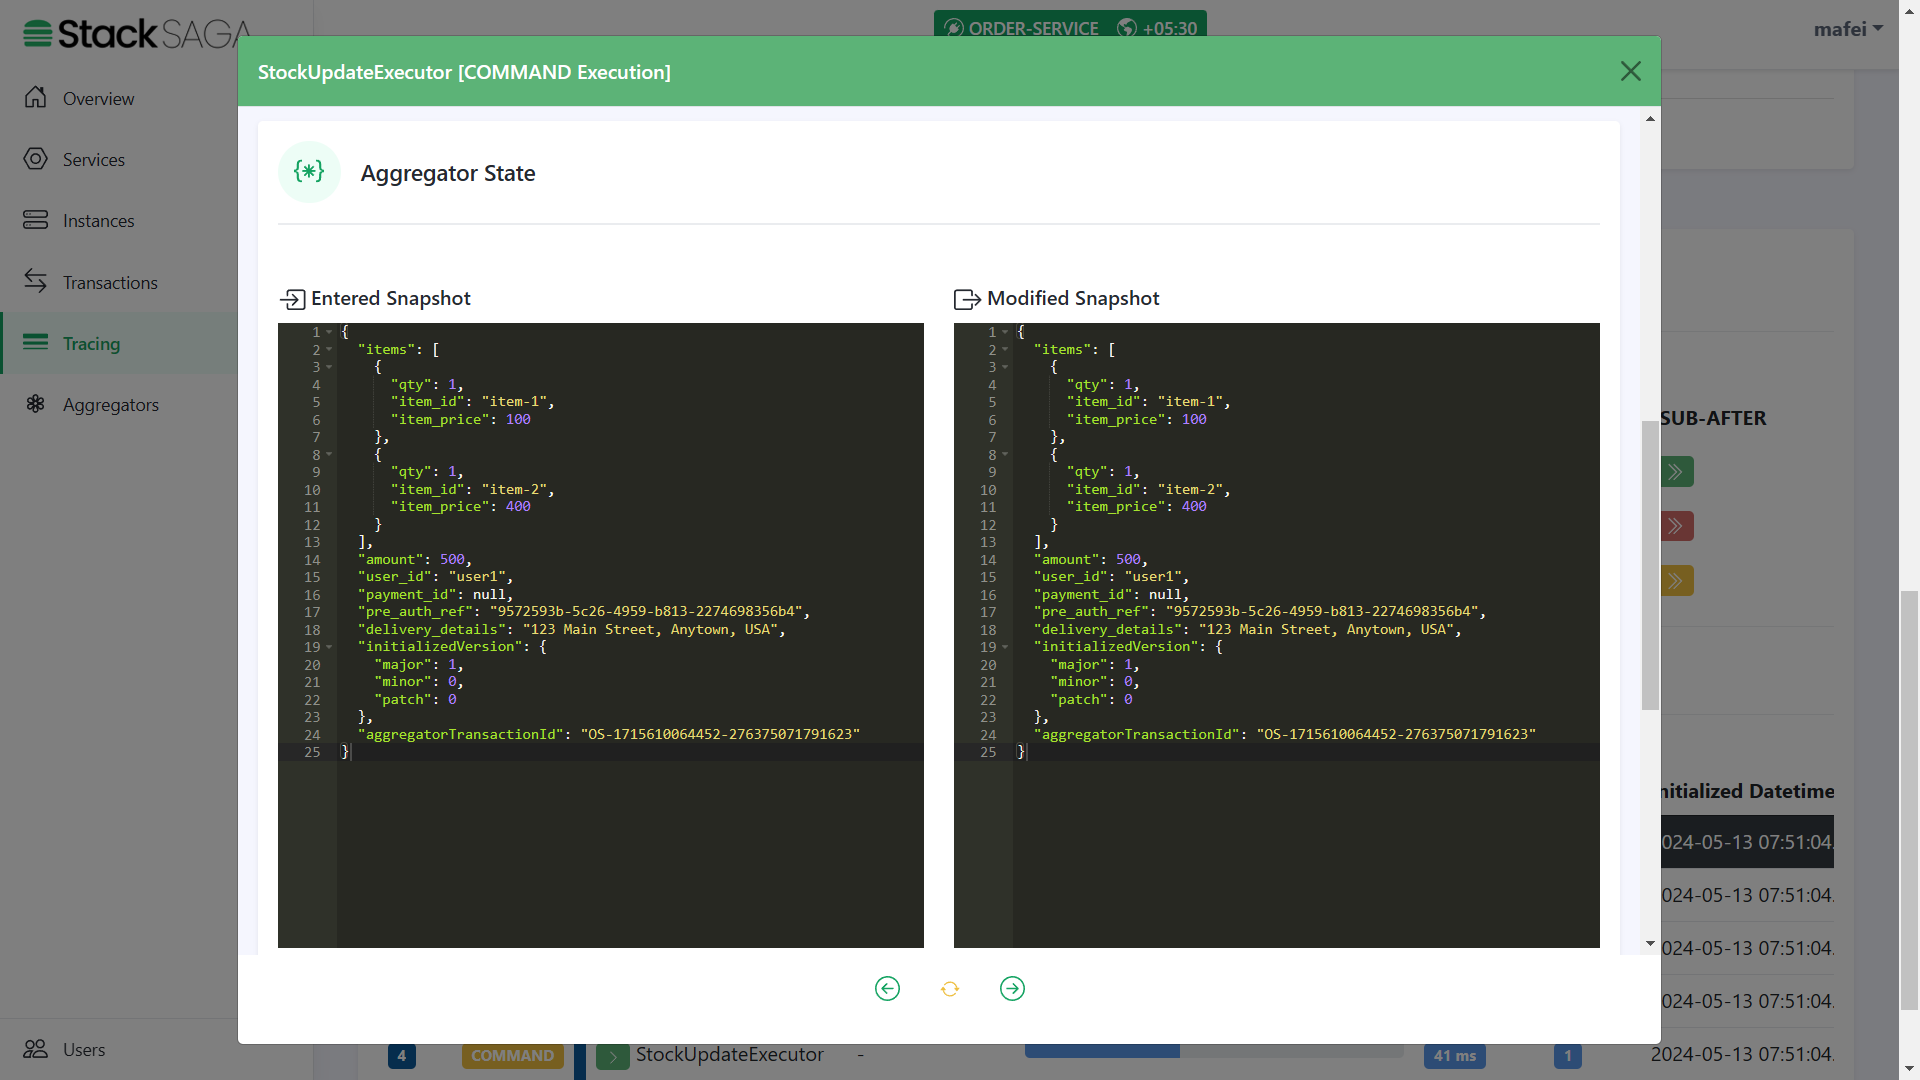 StackSAGA
ORDER-SERVICE +05:30
mafei
StockUpdateExecutor [COMMAND Execution]
Overview
Services
Instances
Transactions
Tracing
Aggregators
Users
{*} Aggregator State
Entered Snapshot
1 {
2 "items": [
3 {
4 "qty": 1,
5 "item_id": "item-1",
6 "item_price": 100
7 },
8 {
9 "qty": 1,
10 "item_id": "item-2",
11 "item_price": 400
12 }
13 ],
14 "amount": 500,
15 "user_id": "user1",
16 "payment_id": null,
17 "pre_auth_ref": "9572593b-5c26-4959-b813-2274698356b4",
18 "delivery_details": "123 Main Street, Anytown, USA",
19 "initializedVersion": {
20 "major": 1,
21 "minor": 0,
22 "patch": 0
23 },
24 "aggregatorTransactionId": "OS-1715610064452-276375071791623"
25 }
Modified Snapshot
1 {
2 "items": [
3 {
4 "qty": 1,
5 "item_id": "item-1",
6 "item_price": 100
7 },
8 {
9 "qty": 1,
10 "item_id": "item-2",
11 "item_price": 400
12 }
13 ],
14 "amount": 500,
15 "user_id": "user1",
16 "payment_id": null,
17 "pre_auth_ref": "9572593b-5c26-4959-b813-2274698356b4",
18 "delivery_details": "123 Main Street, Anytown, USA",
19 "initializedVersion": {
20 "major": 1,
21 "minor": 0,
22 "patch": 0
23 },
24 "aggregatorTransactionId": "OS-1715610064452-276375071791623"
25 }
SUB-AFTER
nitialized Datetime
024-05-13 07:51:04.
024-05-13 07:51:04.
024-05-13 07:51:04.
024-05-13 07:51:04.
4 COMMAND StockUpdateExecutor - 41 ms 1 2024-05-13 07:51:04.